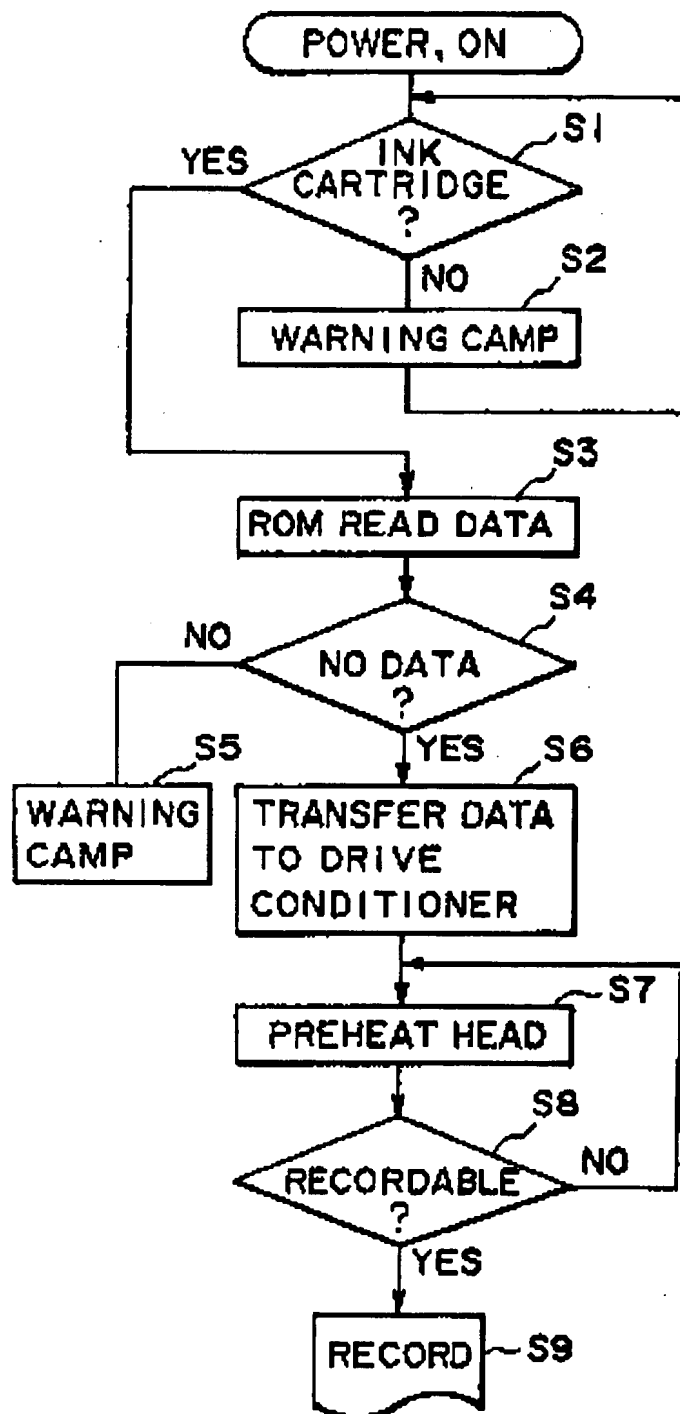 POWER, ON
S1
YES
INK
CARTRIDGE
?
NO
S2
WARNING CAMP
S3
ROM READ DATA
S4
NO
NO DATA
?
YES
S5
WARNING
CAMP
S6
TRANSFER DATA
TO DRIVE
CONDITIONER
S7
PREHEAT HEAD
S8
RECORDABLE
?
NO
YES
RECORD
S9